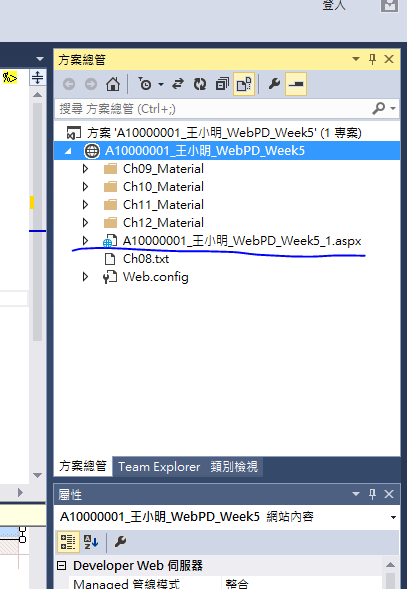 登入
%>
方案總管
搜尋 方案總管 (Ctrl+;)
方案 'A10000001_王小明_WebPD_Week5' (1 專案)
A10000001_王小明_WebPD_Week5
Ch09_Material
Ch10_Material
Ch11_Material
Ch12_Material
A10000001_王小明_WebPD_Week5_1.aspx
Ch08.txt
Web.config
方案總管 Team Explorer 類別檢視
屬性
A10000001_王小明_WebPD_Week5 網站內容
Developer Web 伺服器
Managed 管線模式 整合